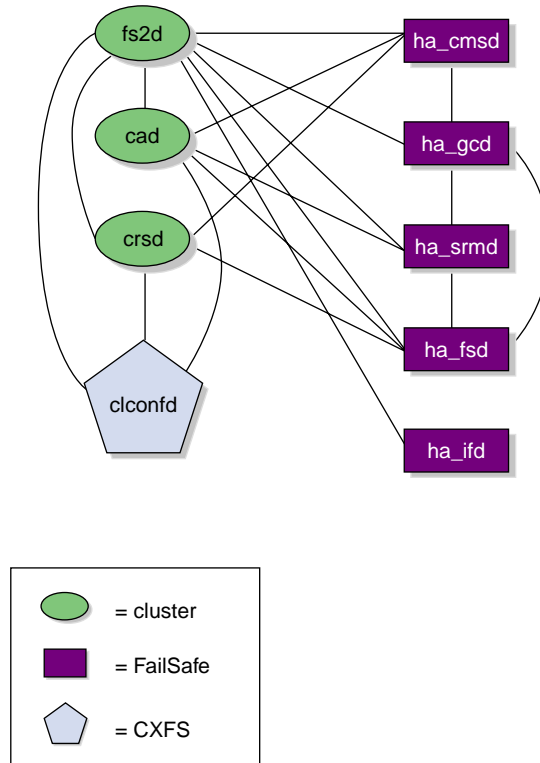 fs2d
ha_cmsd
cad
ha_gcd
crsd
ha_srmd
ha_fsd
clconfd
ha_ifd
= cluster
= FailSafe
= CXFS